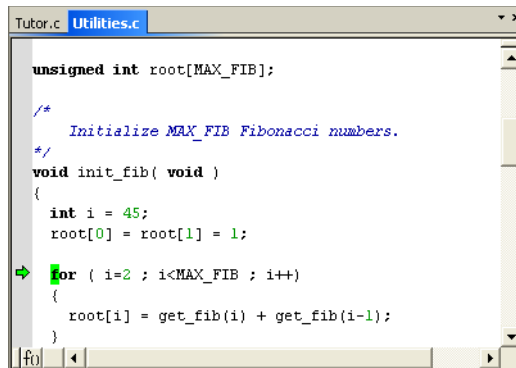 Tutor.c Utilities.c
unsigned int root[MAX_FIB];
/*
Initialize MAX_FIB Fibonacci numbers.
*/
void init_fib( void )
{
int i = 45;
root[0] = root[1] = 1;
for ( i=2 ; i<MAX_FIB ; i++)
{
root[i] = get_fib(i) + get_fib(i-1);
}
f()